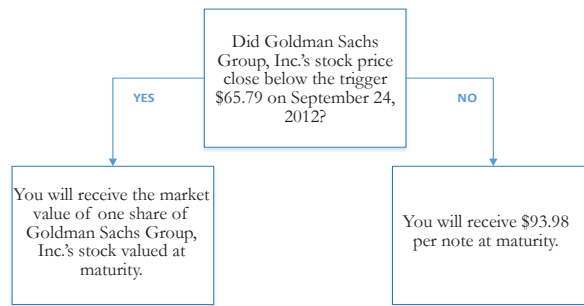 Did Goldman Sachs
Group, Inc.'s stock price
close below the trigger
$65.79 on September 24,
2012?
YES
NO
You will receive the market
value of one share of
Goldman Sachs Group,
Inc.'s stock valued at
maturity.
You will receive $93.98
per note at maturity.